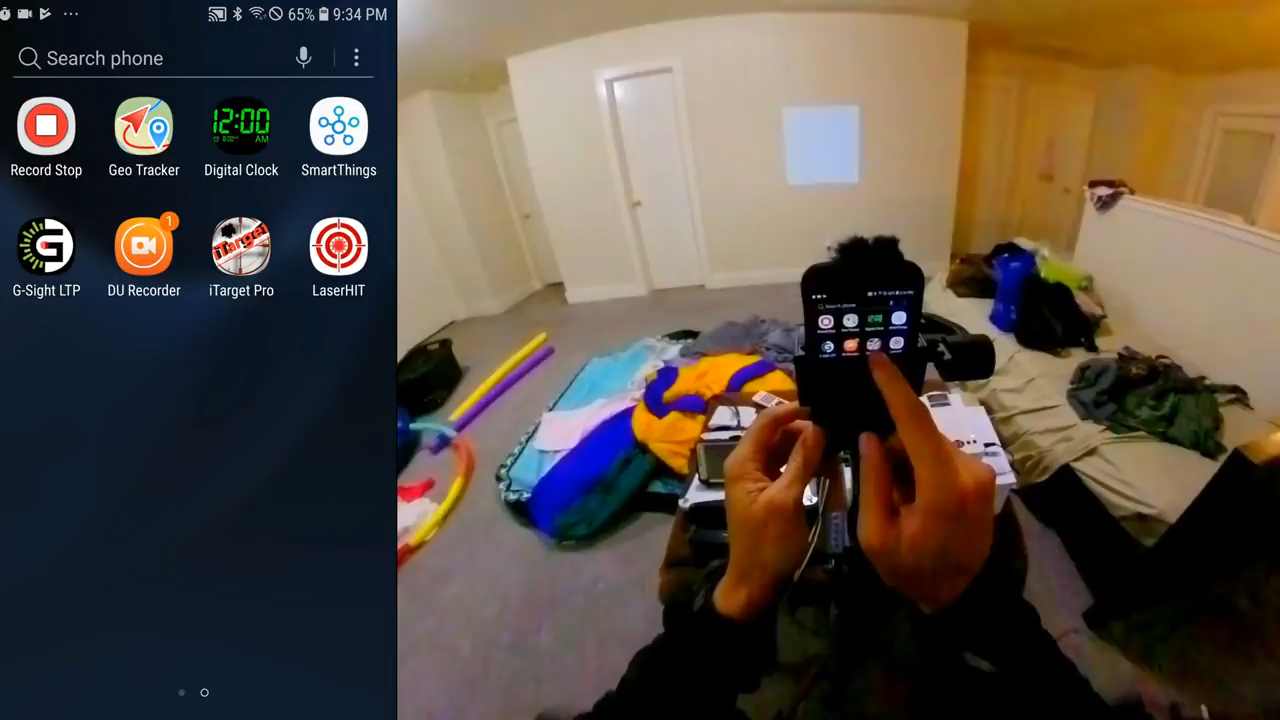 65% 9:34 PM
Search phone
12:00
AM
Record Stop Geo Tracker Digital Clock SmartThings
1
G
iTarget
G-Sight LTP DU Recorder iTarget Pro LaserHIT